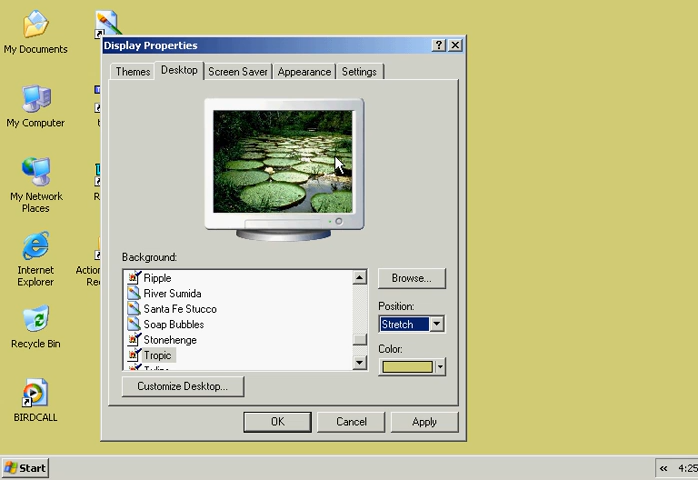 My Documents
Display Properties
Themes
Desktop
Screen Saver
Appearance
Settings
My Computer
My Network
Places
Internet
Explorer
Recycle Bin
BIRDCALL
Background:
Ripple
River Sumida
Santa Fe Stucco
Soap Bubbles
Stonehenge
Tropic
Browse...
Position:
Stretch
Color:
Customize Desktop...
OK
Cancel
Apply
Start
4:25